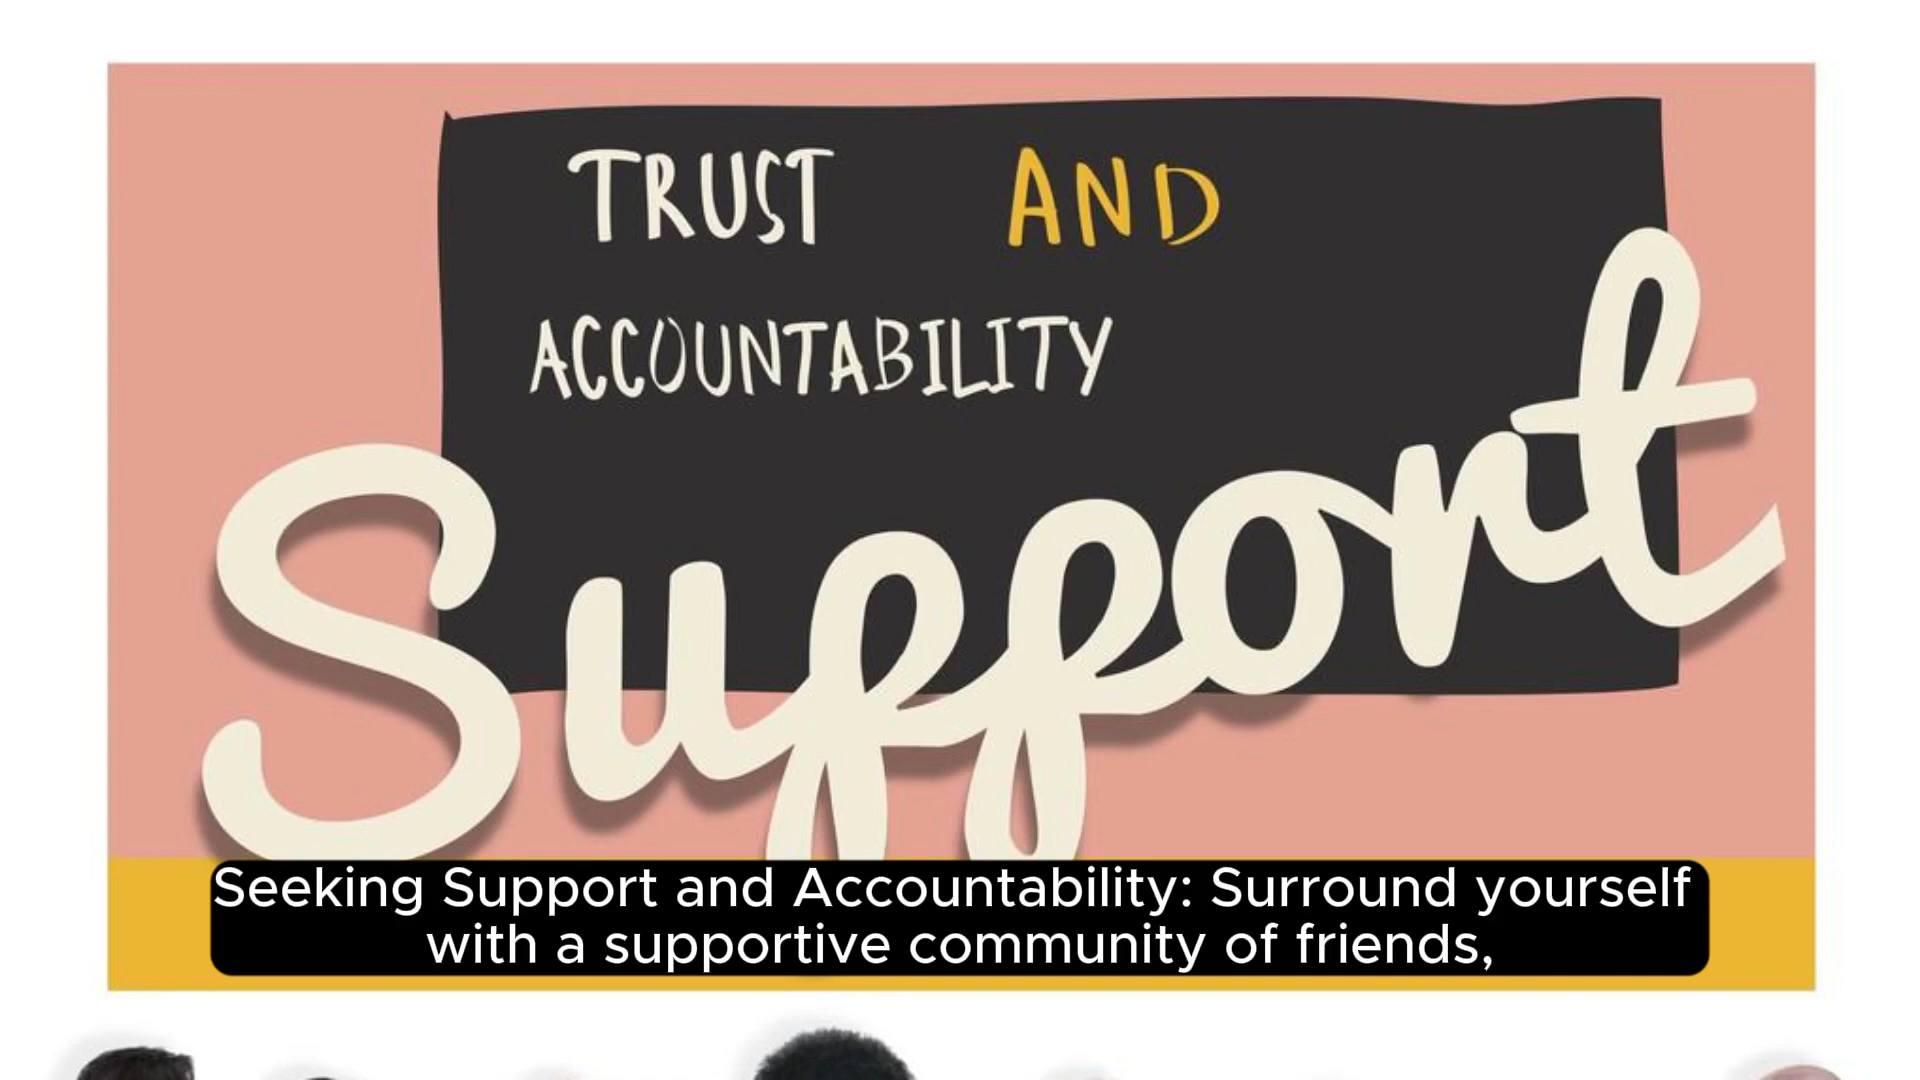 TRUST AND
ACCOUNTABILITY
Support
Seeking Support and Accountability: Surround yourself
with a supportive community of friends,